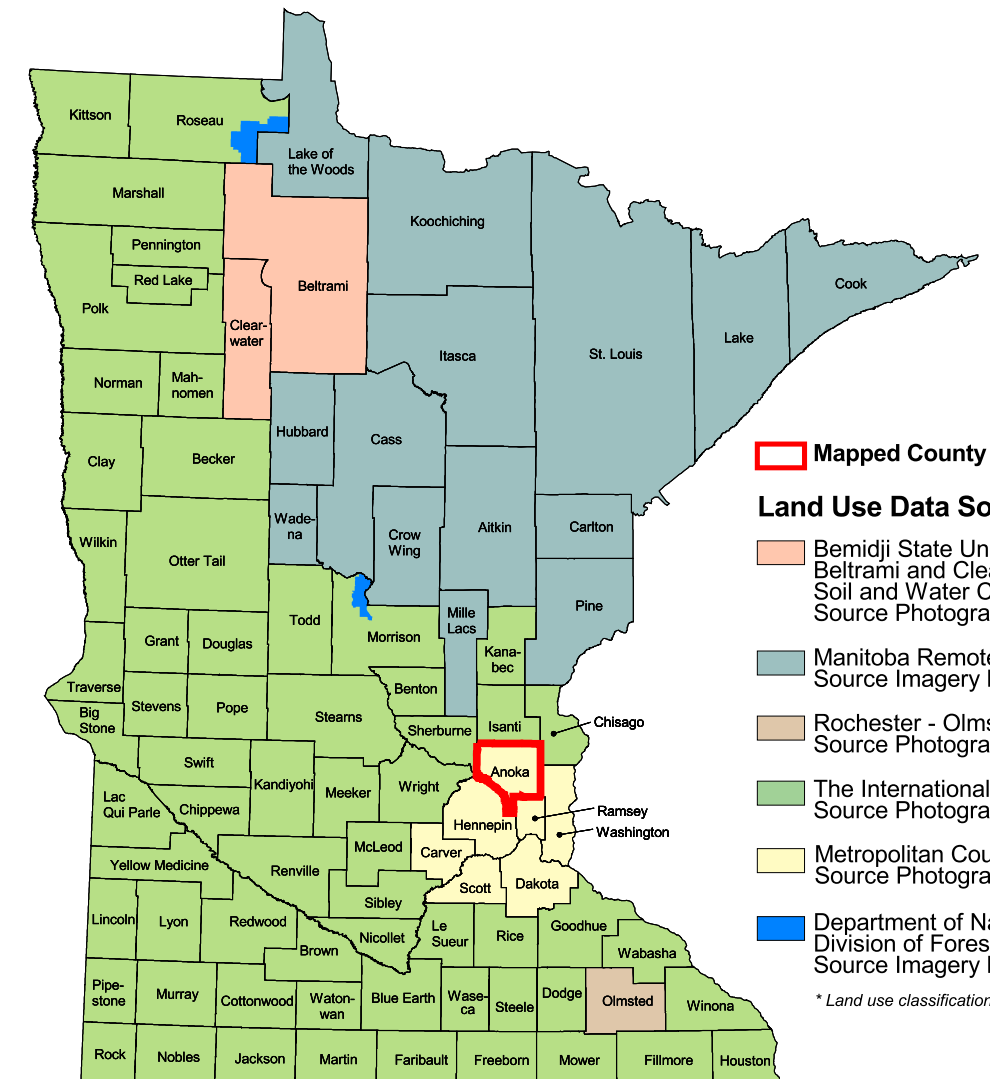 Kittson
Roseau
Lake of
the Woods
Marshall
Koochiching
Pennington
Red Lake
Beltrami
Cook
Polk
Clear-
water
Lake
St. Louis
Itasca
Norman
Mah-
nomen
Hubbard
Cass
Clay
Becker
Mapped County
Land Use Data So
Wade-
na
Crow
Wing
Aitkin
Carlton
Wilkin
Otter Tail
Bemidji State Un
Beltrami and Clea
Soil and Water C
Source Photogra
Pine
Todd
Mille
Lacs
Morrison
Grant
Douglas
Kana-
bec
Manitoba Remote
Source Imagery
Traverse
Benton
Big
Stone
Stevens
Pope
Stearns
Sherburne
Isanti
Chisago
Rochester - Olms
Source Photogra
Swift
Anoka
Kandiyohi
Meeker
Wright
The International
Source Photogra
Lac
Qui Parle
Chippewa
Hennepin
Ramsey
Washington
McLeod
Carver
Metropolitan Cou
Source Photogra
Yellow Medicine
Renville
Scott
Dakota
Sibley
Lincoln
Lyon
Redwood
Nicollet
Le
Sueur
Rice
Goodhue
Department of Na
Division of Fores
Source Imagery
Brown
Wabasha
Pipe-
stone
Murray
Cottonwood
Waton-
wan
Blue Earth
Wase-
ca
Steele
Dodge
Olmsted
Winona
* Land use classification
Rock
Nobles
Jackson
Martin
Faribault
Freeborn
Mower
Fillmore
Houston